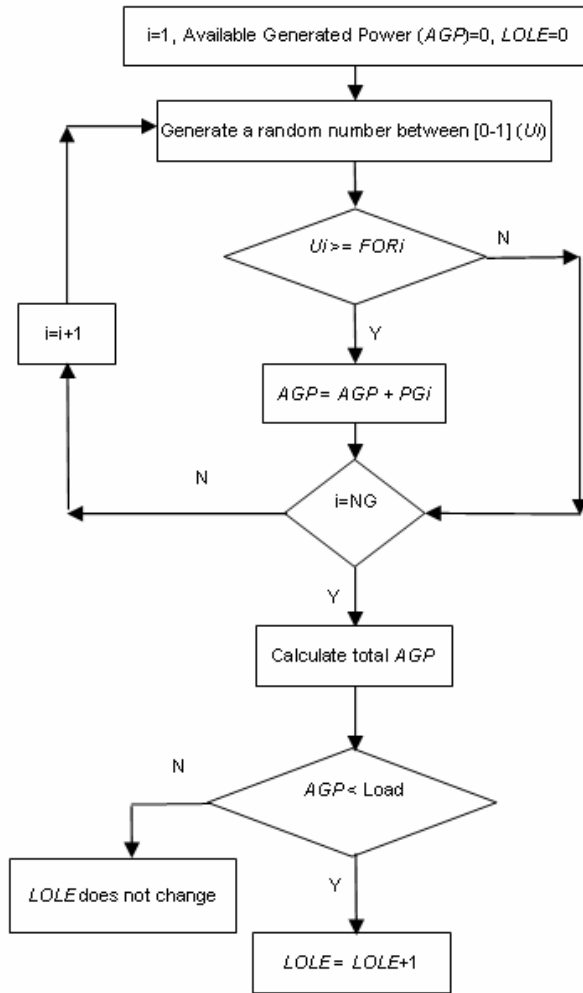 i=1, Available Generated Power (AGP)=0, LOLE=0
Generate a random number between [0-1] (Ui)
Ui>= FORi
N
Y
i=i+1
AGP = AGP + PGi
N
i=NG
Y
Calculate total AGP
N
AGP < Load
LOLE does not change
Y
LOLE = LOLE+1